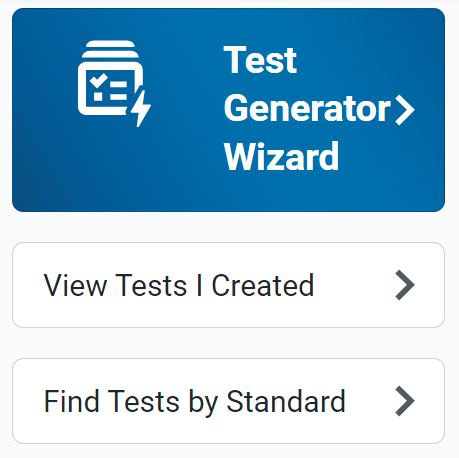 Test
Generator
Wizard
View Tests I Created
Find Tests by Standard